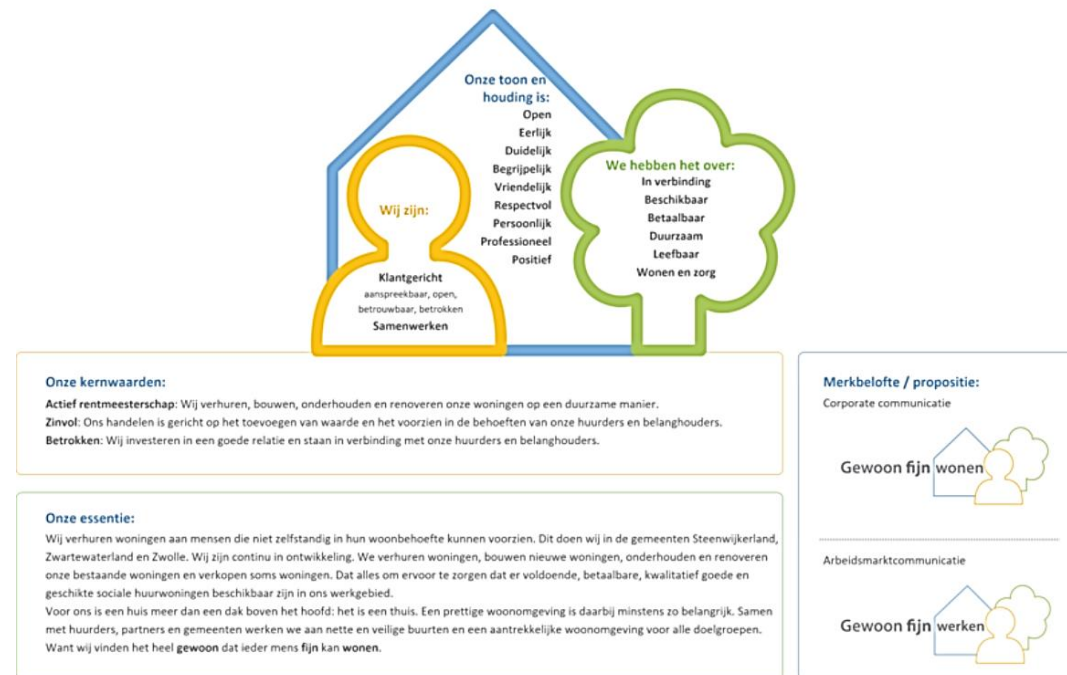 Onze toon en
houding is:
Open
Eerlijk
Duidelijk
Begrijpelijk
Vriendelijk
Respectvol
Persoonlijk
Professioneel
Positief
We hebben het over:
In verbinding
Beschikbaar
Betaalbaar
Duurzaam
Leefbaar
Wonen en zorg
Wij zijn:
Klantgericht
aanspreekbaar, open,
betrouwbaar, betrokken
Samenwerken
Onze kernwaarden:
Actief rentmeesterschap: Wij verhuren, bouwen, onderhouden en renoveren onze woningen op een duurzame manier.
Zinvol: Ons handelen is gericht op het toevoegen van waarde en het voorzien in de behoeften van onze huurders en belanghouders.
Betrokken: Wij investeren in een goede relatie en staan in verbinding met onze huurders en belanghouders.
Onze essentie:
Wij verhuren woningen aan mensen die niet zelfstandig in hun woonbehoefte kunnen voorzien. Dit doen wij in de gemeenten Steenwijkerland,
Zwartewaterland en Zwolle. Wij zijn continu in ontwikkeling. We verhuren woningen, bouwen nieuwe woningen, onderhouden en renoveren
onze bestaande woningen en verkopen soms woningen. Dat alles om ervoor te zorgen dat er voldoende, betaalbare, kwalitatief goede en
geschikte sociale huurwoningen beschikbaar zijn in ons werkgebied.
Voor ons is een huis meer dan een dak boven het hoofd: het is een thuis. Een prettige woonomgeving is daarbij minstens zo belangrijk. Samen
met huurders, partners en gemeenten werken we aan nette en veilige buurten en een aantrekkelijke woonomgeving voor alle doelgroepen.
Want wij vinden het heel gewoon dat ieder mens fijn kan wonen.
Merkbelofte / propositie:
Corporate communicatie
Gewoon fijn wonen
Arbeidsmarktcommunicatie
Gewoon fijn werken